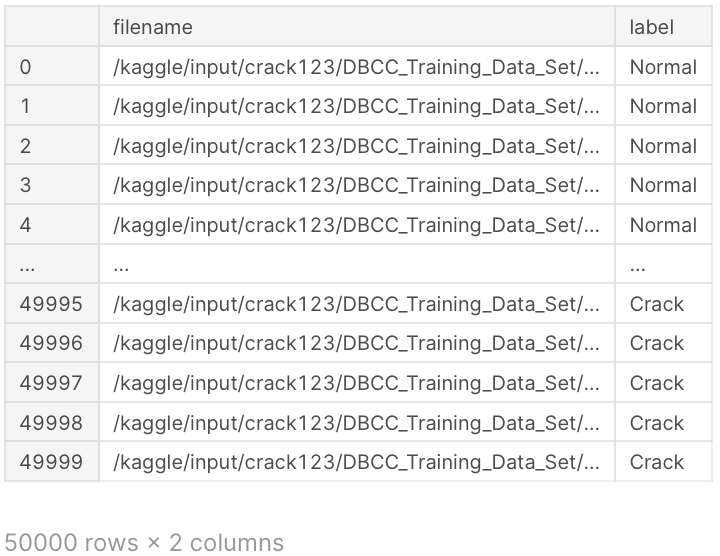 filename label
0 /kaggle/input/crack123/DBCC_Training_Data_Set/... Normal
1 /kaggle/input/crack123/DBCC_Training_Data_Set/... Normal
2 /kaggle/input/crack123/DBCC_Training_Data_Set/... Normal
3 /kaggle/input/crack123/DBCC_Training_Data_Set/... Normal
4 /kaggle/input/crack123/DBCC_Training_Data_Set/... Normal
... ... ...
49995 /kaggle/input/crack123/DBCC_Training_Data_Set/... Crack
49996 /kaggle/input/crack123/DBCC_Training_Data_Set/... Crack
49997 /kaggle/input/crack123/DBCC_Training_Data_Set/... Crack
49998 /kaggle/input/crack123/DBCC_Training_Data_Set/... Crack
49999 /kaggle/input/crack123/DBCC_Training_Data_Set/... Crack
50000 rows × 2 columns